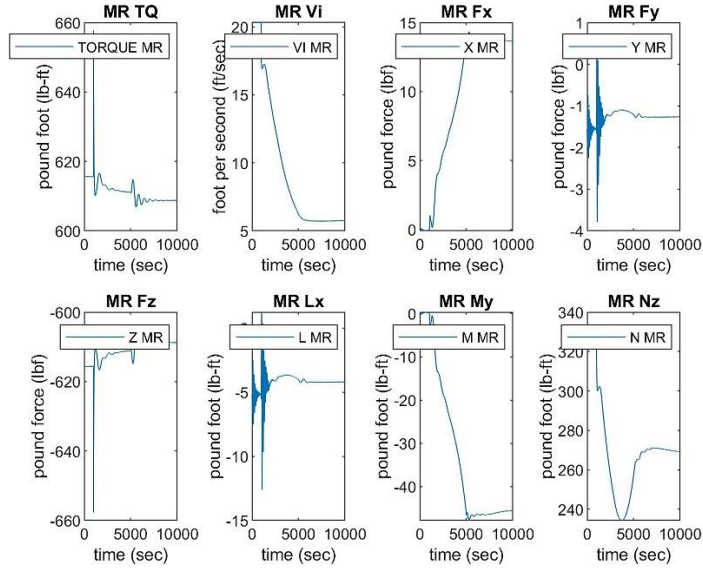 MR TQ
660
640
620
600
pound foot (lb-ft)
0 5000 10000
time (sec)
TORQUE MR
MR Vi
20
15
10
5
foot per second (ft/sec)
0 5000 10000
time (sec)
VI MR
MR Fx
15
10
5
0
pound force (lbf)
0 5000 10000
time (sec)
X MR
MR Fy
1
0
-1
-2
-3
-4
pound force (lbf)
0 5000 10000
time (sec)
Y MR
MR Fz
-600
-620
-640
-660
pound force (lbf)
0 5000 10000
time (sec)
Z MR
MR Lx
-5
-10
-15
pound foot (lb-ft)
0 5000 10000
time (sec)
L MR
MR My
0
-10
-20
-30
-40
pound foot (lb-ft)
0 5000 10000
time (sec)
M MR
MR Nz
340
320
300
280
260
240
pound foot (lb-ft)
0 5000 10000
time (sec)
N MR